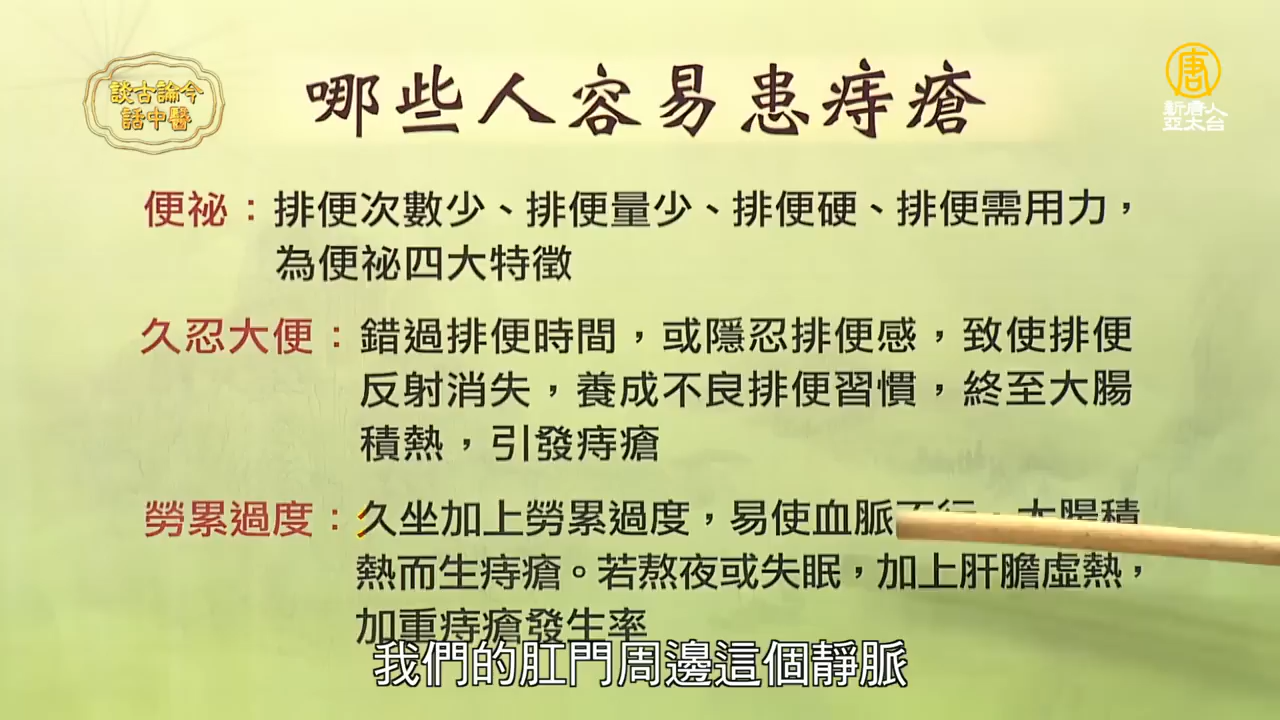 談古論今
話中醫
哪些人容易患痔瘡
唐
新唐人
亞太台
便祕：排便次數少、排便量少、排便硬、排便需用力，
為便祕四大特徵
久忍大便：錯過排便時間，或隱忍排便感，致使排便
反射消失，養成不良排便習慣，終至大腸
積熱，引發痔瘡
勞累過度：久坐加上勞累過度，易使血脈不行，大腸積
熱而生痔瘡。若熬夜或失眠，加上肝膽虛熱，
加重痔瘡發生率
我們的肛門周邊這個靜脈